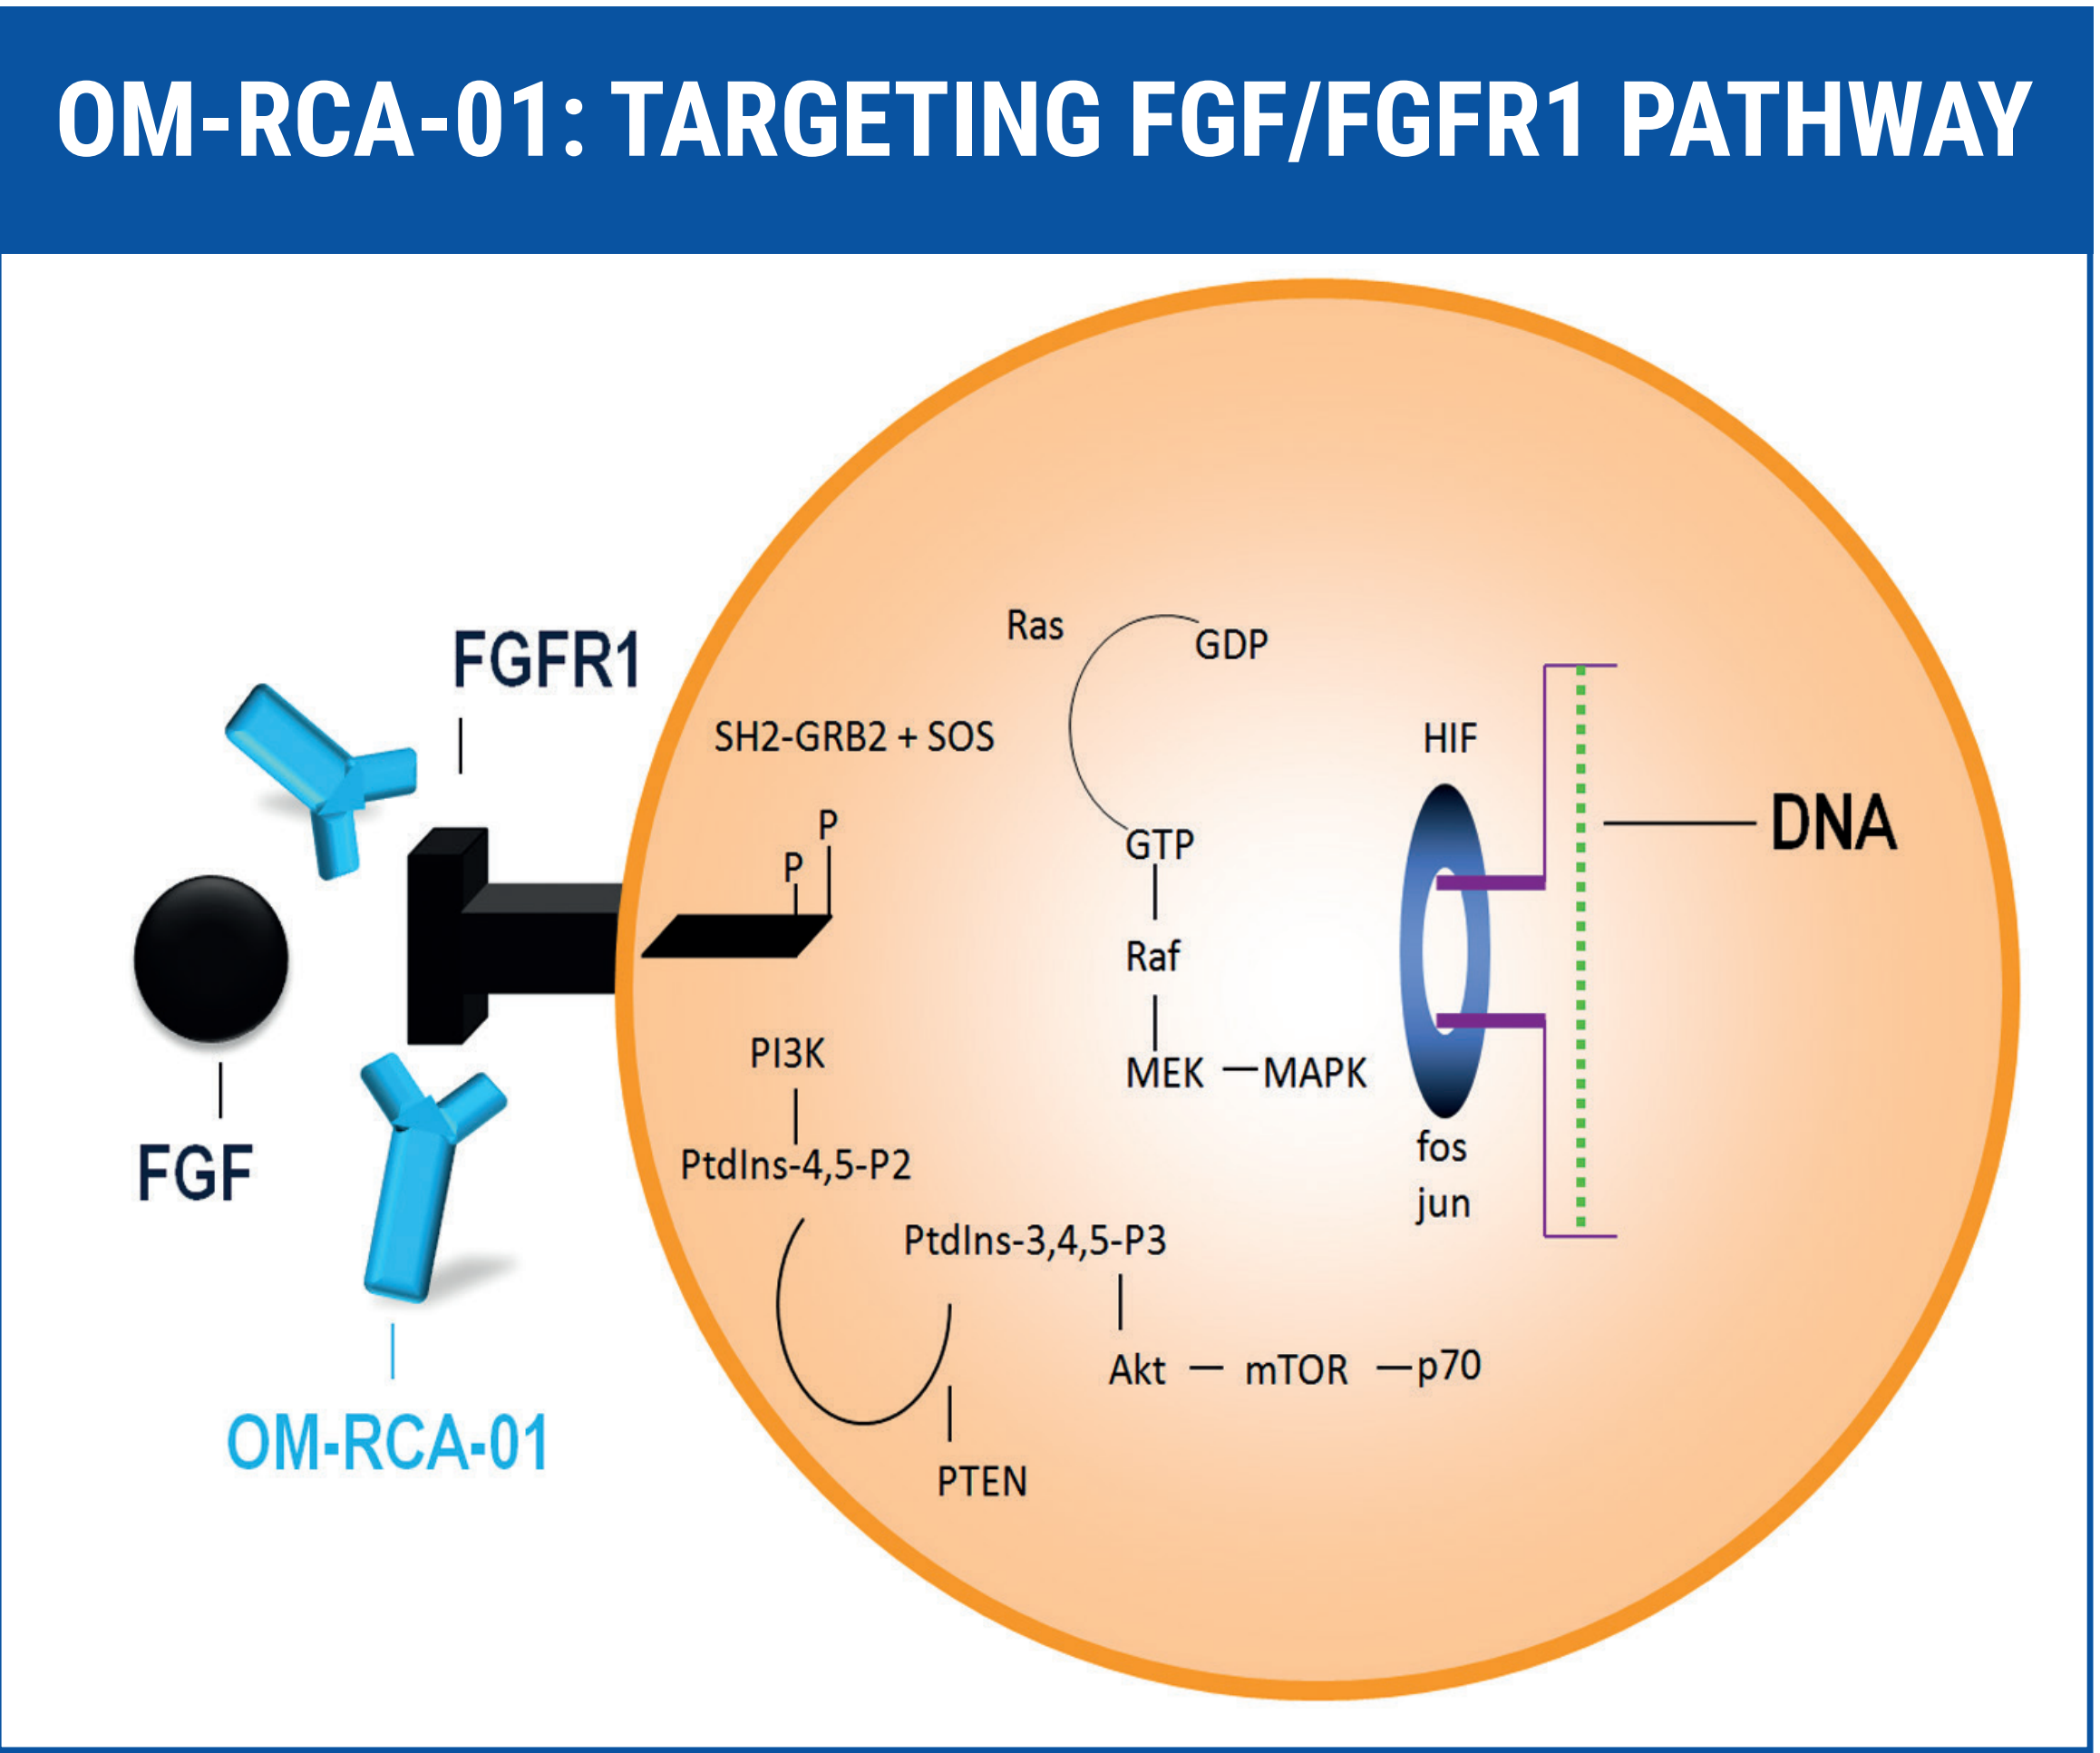 OM-RCA-01: TARGETING FGF/FGFR1 PATHWAY
FGFR1
FGF
OM-RCA-01
Ras
GDP
SH2-GRB2 + SOS
P
P
GTP
Raf
MEK — MAPK
PI3K
PtdIns-4,5-P2
PtdIns-3,4,5-P3
Akt — mTOR — p70
PTEN
HIF
fos
jun
DNA